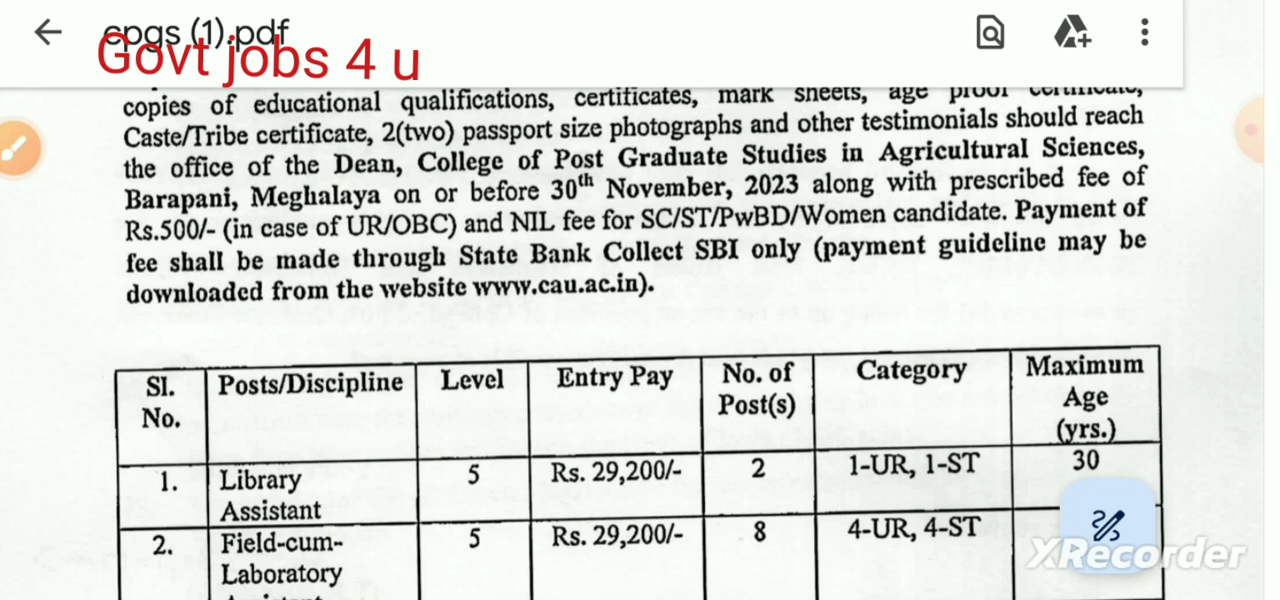 cpgs (1).pdf
Govt jobs 4 u
copies of educational qualifications, certificates, mark sheets, age proof certificate,
Caste/Tribe certificate, 2(two) passport size photographs and other testimonials should reach
the office of the Dean, College of Post Graduate Studies in Agricultural Sciences,
Barapani, Meghalaya on or before 30th November, 2023 along with prescribed fee of
Rs.500/- (in case of UR/OBC) and NIL fee for SC/ST/PwBD/Women candidate. Payment of
fee shall be made through State Bank Collect SBI only (payment guideline may be
downloaded from the website www.cau.ac.in).
Sl. No. Posts/Discipline Level Entry Pay No. of Post(s) Category Maximum Age (yrs.)
1. Library Assistant 5 Rs. 29,200/- 2 1-UR, 1-ST 30
2. Field-cum-Laboratory 5 Rs. 29,200/- 8 4-UR, 4-ST
XRecorder